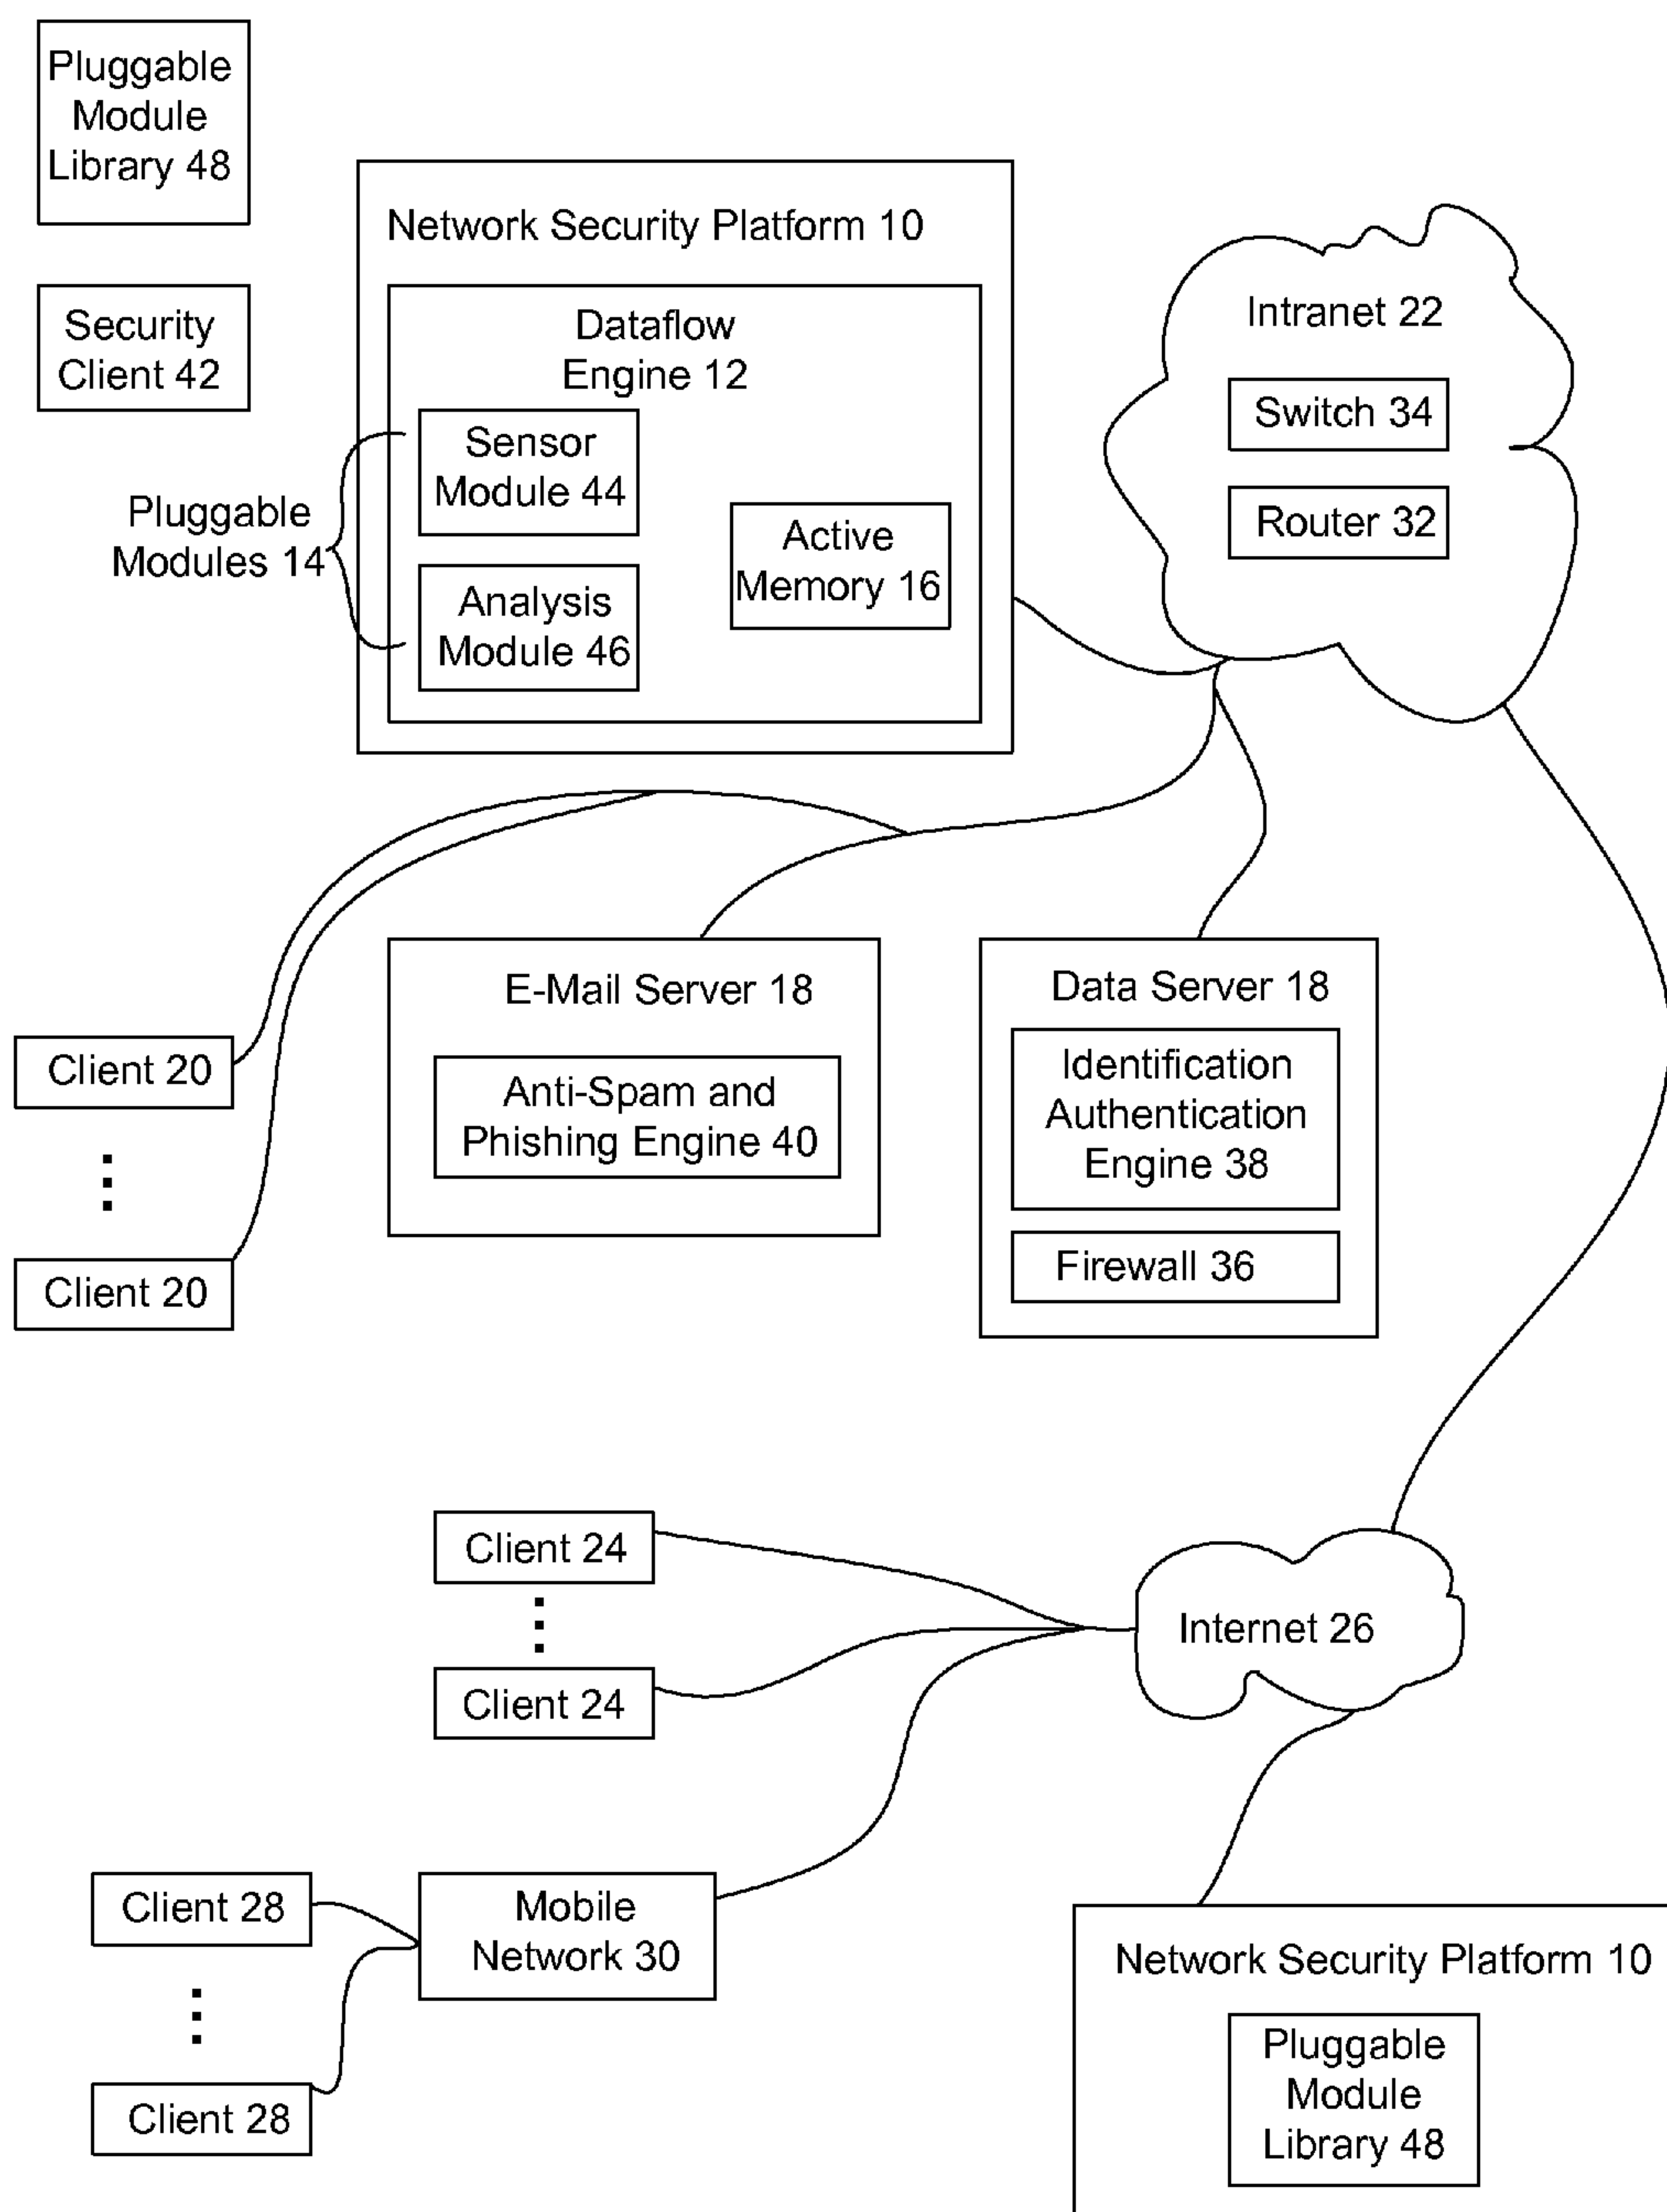 Pluggable
Module
Library 48
Network Security Platform 10
Security
Client 42
Dataflow
Engine 12
Sensor
Module 44
Pluggable
Modules 14
Active
Memory 16
Analysis
Module 46
Intranet 22
Switch 34
Router 32
E-Mail Server 18
Anti-Spam and
Phishing Engine 40
Data Server 18
Identification
Authentication
Engine 38
Firewall 36
Client 20
Client 20
Client 24
Client 24
Internet 26
Client 28
Client 28
Mobile
Network 30
Network Security Platform 10
Pluggable
Module
Library 48